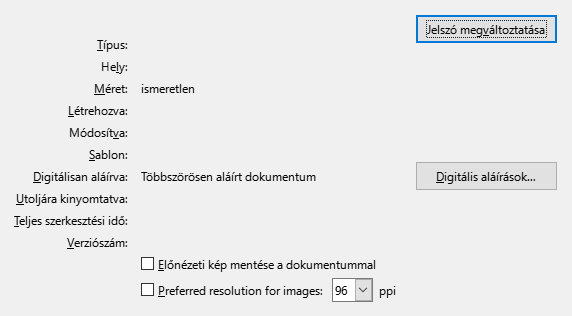 Jelszó megváltoztatása
Típus:
Hely:
Méret: ismeretlen
Létrehozva:
Módosítva:
Sablon:
Digitálisan aláírva: Többszörösen aláírt dokumentum Digitális aláírások...
Utoljára kinyomtatva:
Teljes szerkesztési idő:
Verziószám:
Előnézeti kép mentése a dokumentummal
Preferred resolution for images: 96 ppi